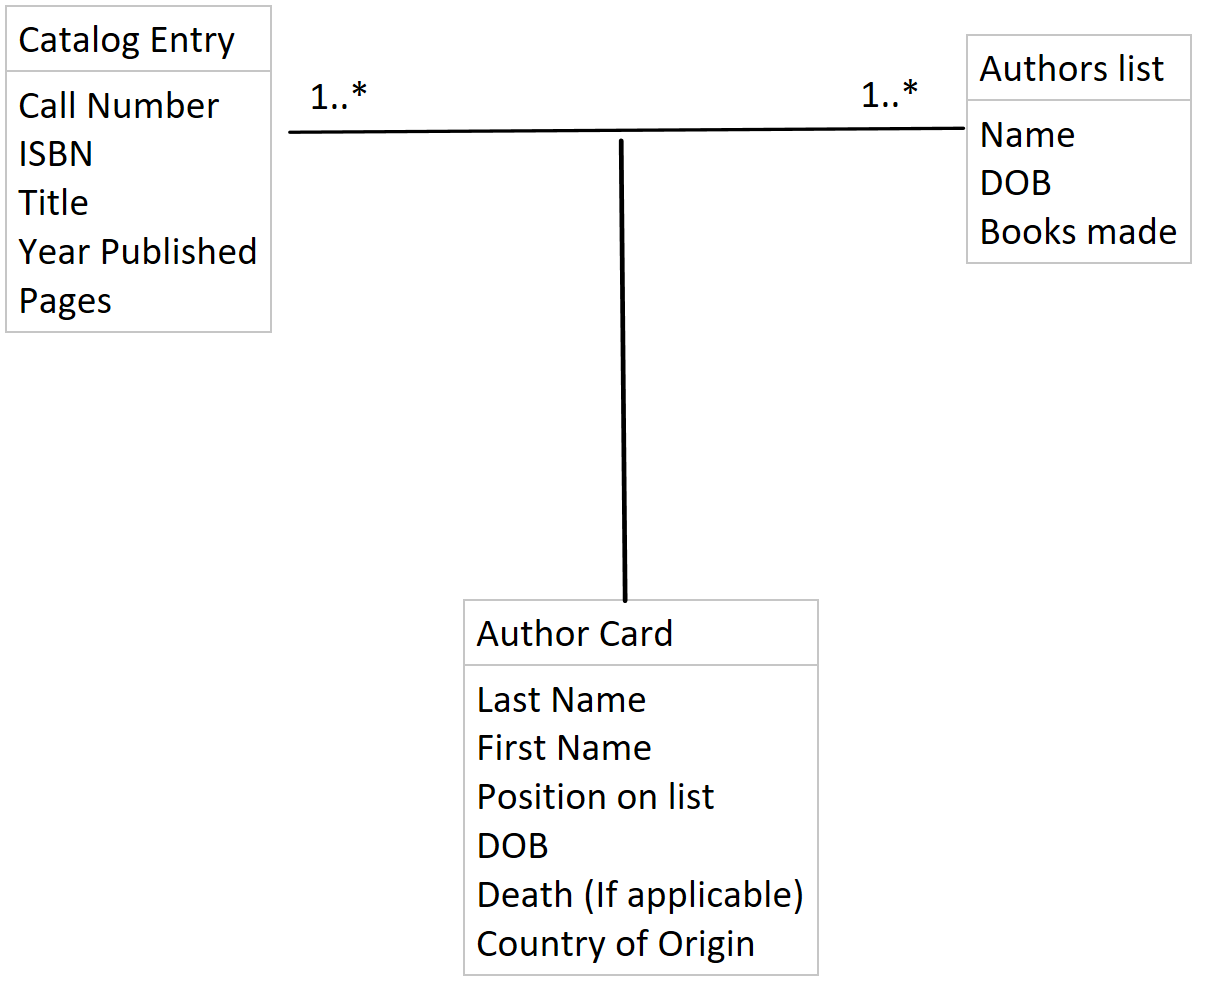 Catalog Entry
Call Number
ISBN
Title
Year Published
Pages
1..*
1..*
Authors list
Name
DOB
Books made
Author Card
Last Name
First Name
Position on list
DOB
Death (If applicable)
Country of Origin